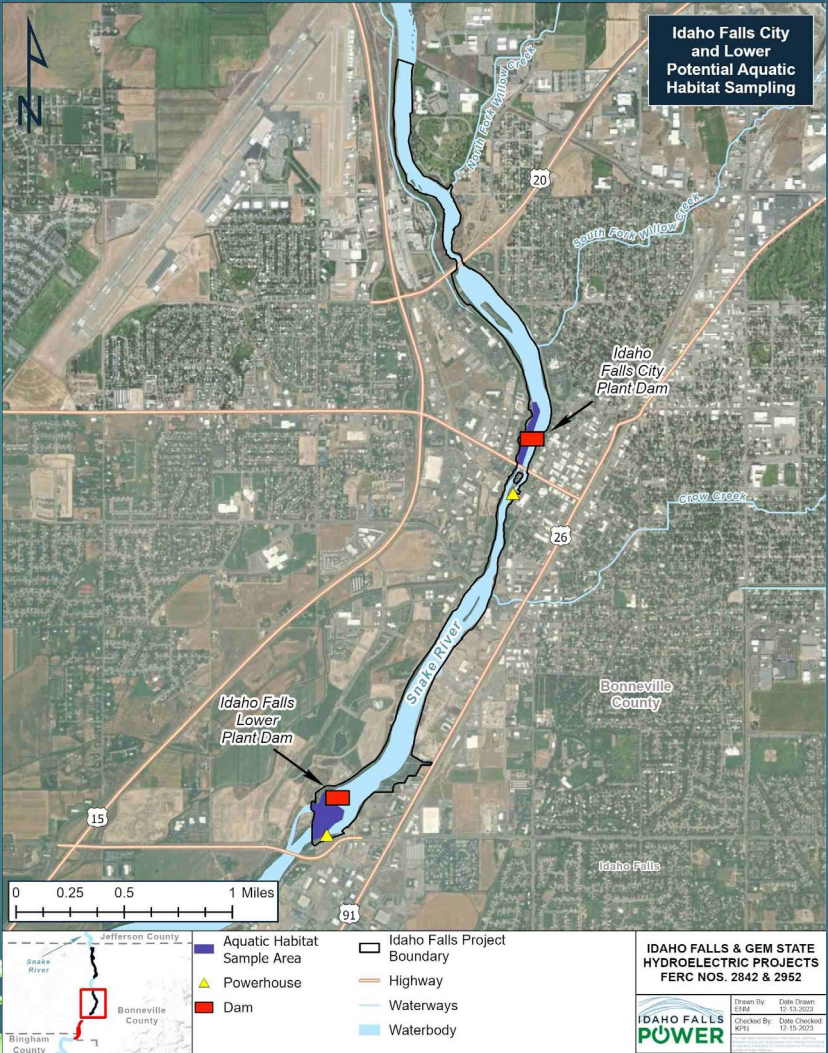 Idaho Falls City
and Lower
Potential Aquatic
Habitat Sampling
N
North Fork Willow Creek
20
South Fork Willow Creek
Idaho
Falls City
Plant Dam
Crow Creek
26
Snake River
Bonneville
County
Idaho Falls
Lower
Plant Dam
15
Idaho Falls
0 0.25 0.5 1 Miles
91
Jefferson County
Snake
River
Bonneville
County
Bingham
County
Aquatic Habitat
Sample Area
Powerhouse
Dam
Idaho Falls Project
Boundary
Highway
Waterways
Waterbody
IDAHO FALLS & GEM STATE
HYDROELECTRIC PROJECTS
FERC NOS. 2842 & 2952
IDAHO FALLS
POWER
Drawn By: Date Drawn:
ENM 12-13-2023
Checked By: Date Checked:
KPN 12-15-2023